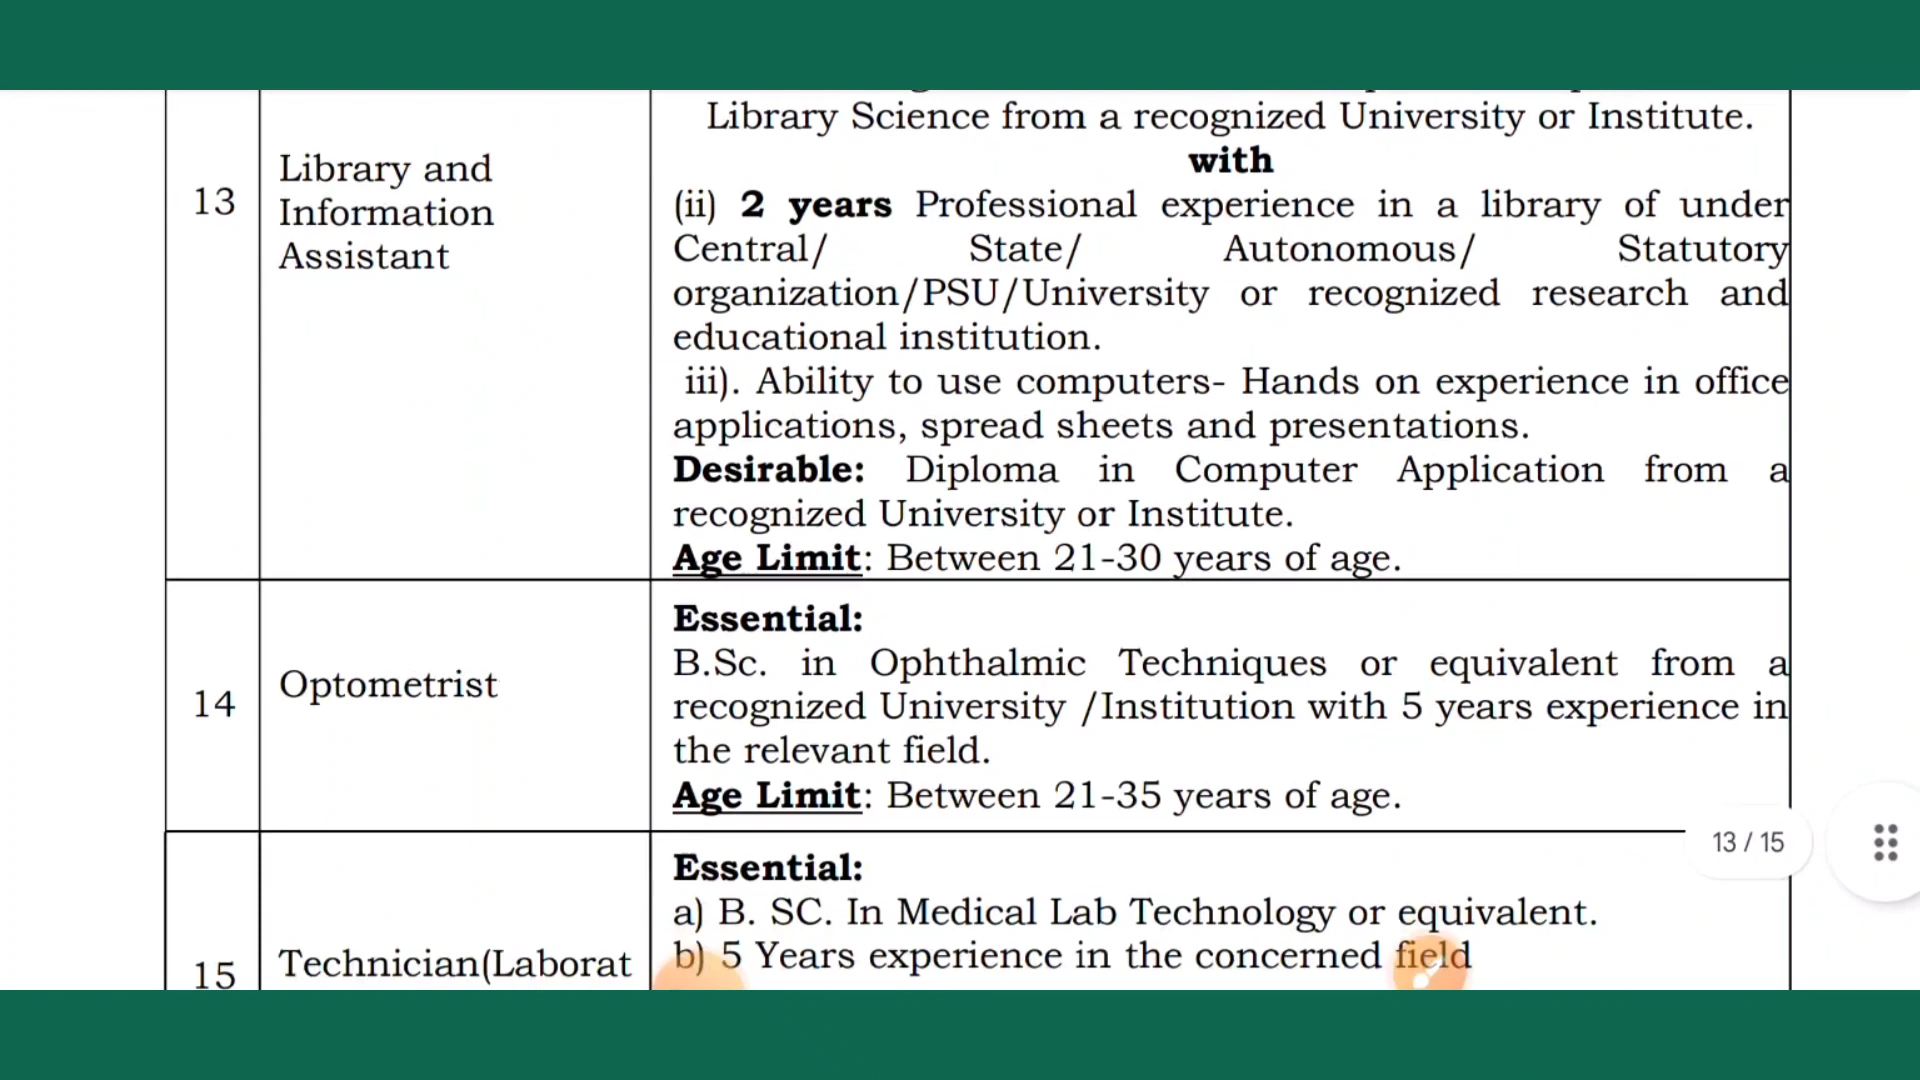 Library Science from a recognized University or Institute.
with
13
Library and
Information
Assistant
(ii) 2 years Professional experience in a library of under
Central/ State/ Autonomous/ Statutory
organization/PSU/University or recognized research and
educational institution.
iii). Ability to use computers- Hands on experience in office
applications, spread sheets and presentations.
Desirable: Diploma in Computer Application from a
recognized University or Institute.
Age Limit: Between 21-30 years of age.
14
Optometrist
Essential:
B.Sc. in Ophthalmic Techniques or equivalent from a
recognized University /Institution with 5 years experience in
the relevant field.
Age Limit: Between 21-35 years of age.
13 / 15
15
Technician(Laborat
Essential:
a) B. SC. In Medical Lab Technology or equivalent.
b) 5 Years experience in the concerned field